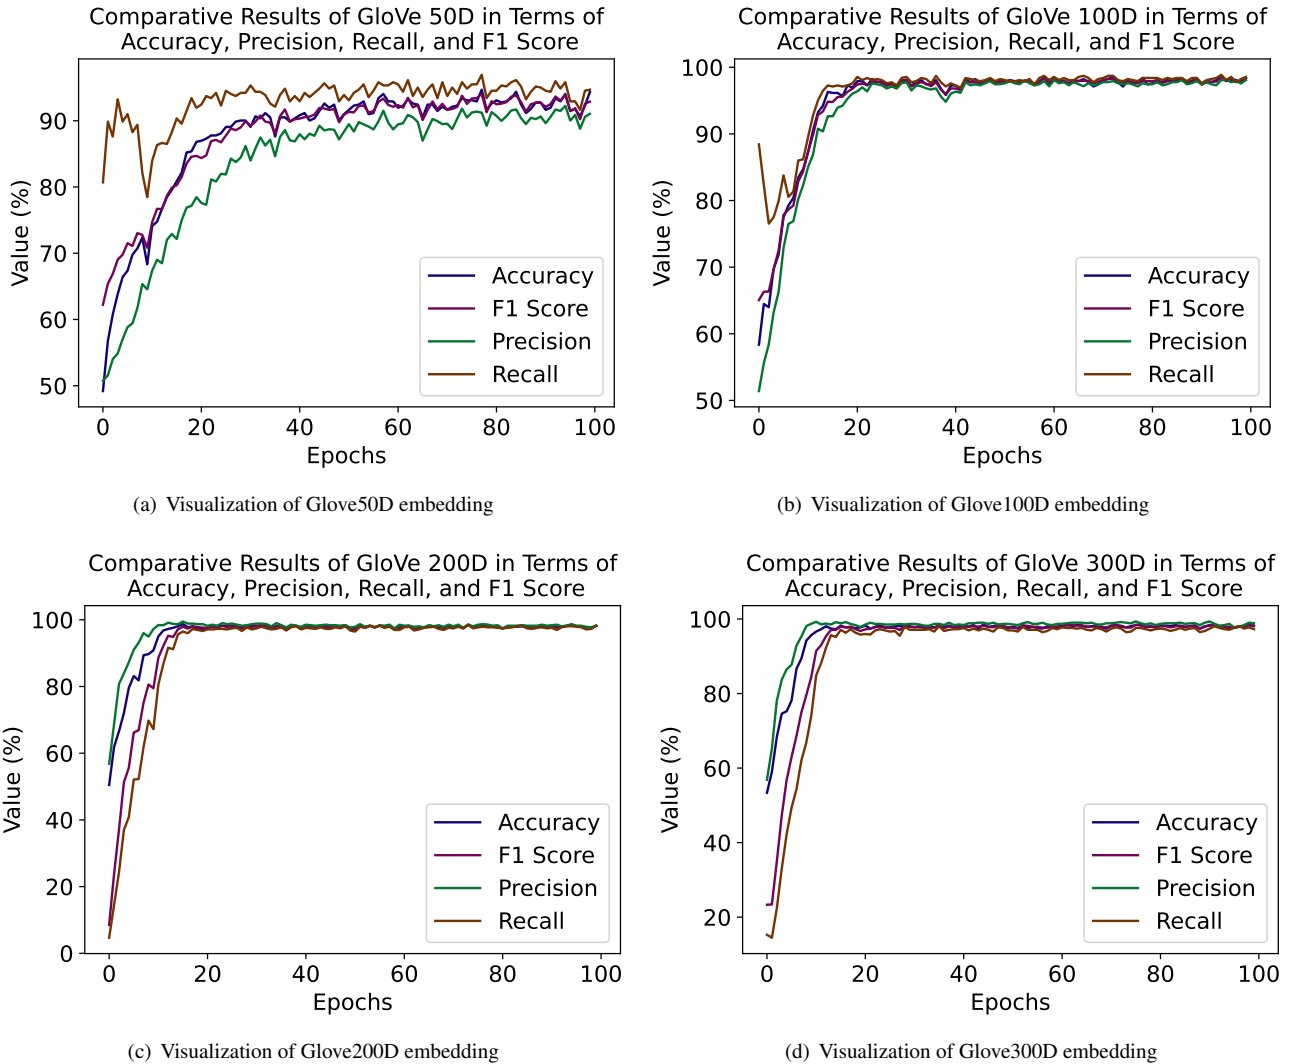 Comparative Results of GloVe 50D in Terms of
Accuracy, Precision, Recall, and F1 Score
Value (%)
90
80
70
60
50
Accuracy
F1 Score
Precision
Recall
0 20 40 60 80 100
Epochs
(a) Visualization of Glove50D embedding
Comparative Results of GloVe 100D in Terms of
Accuracy, Precision, Recall, and F1 Score
Value (%)
100
90
80
70
60
50
Accuracy
F1 Score
Precision
Recall
0 20 40 60 80 100
Epochs
(b) Visualization of Glove100D embedding
Comparative Results of GloVe 200D in Terms of
Accuracy, Precision, Recall, and F1 Score
Value (%)
100
80
60
40
20
0
Accuracy
F1 Score
Precision
Recall
0 20 40 60 80 100
Epochs
(c) Visualization of Glove200D embedding
Comparative Results of GloVe 300D in Terms of
Accuracy, Precision, Recall, and F1 Score
Value (%)
100
80
60
40
20
Accuracy
F1 Score
Precision
Recall
0 20 40 60 80 100
Epochs
(d) Visualization of Glove300D embedding